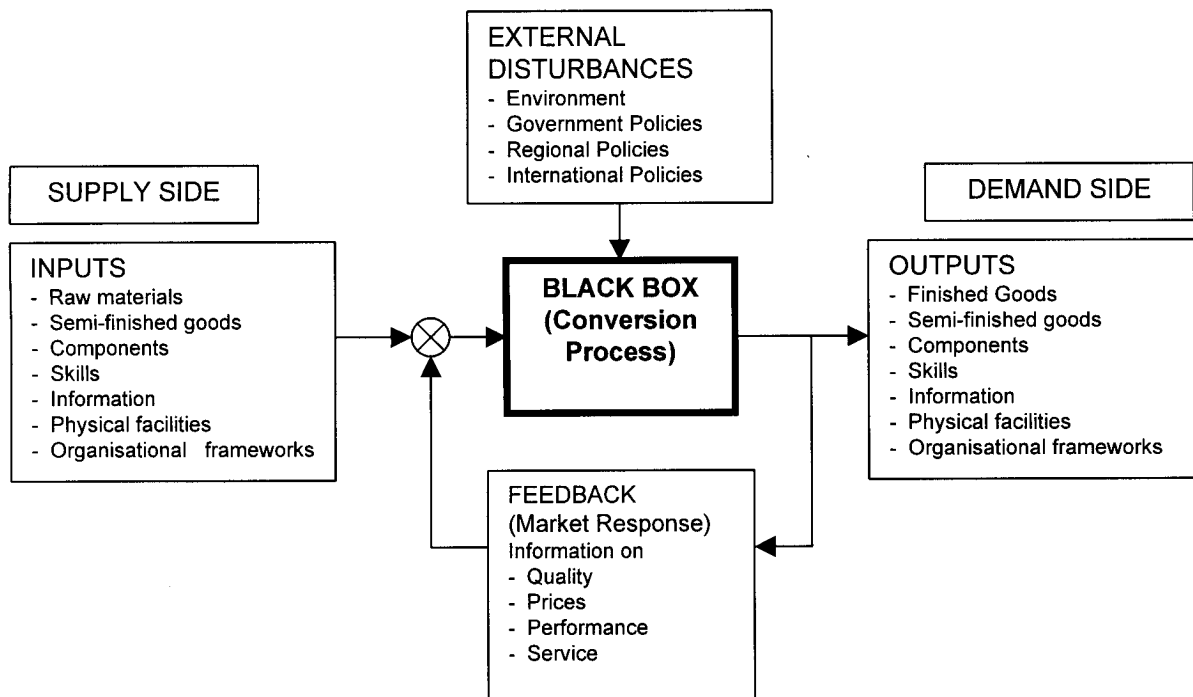 EXTERNAL
DISTURBANCES
- Environment
- Government Policies
- Regional Policies
- International Policies
SUPPLY SIDE
DEMAND SIDE
INPUTS
- Raw materials
- Semi-finished goods
- Components
- Skills
- Information
- Physical facilities
- Organisational frameworks
BLACK BOX
(Conversion
Process)
OUTPUTS
- Finished Goods
- Semi-finished goods
- Components
- Skills
- Information
- Physical facilities
- Organisational frameworks
FEEDBACK
(Market Response)
Information on
- Quality
- Prices
- Performance
- Service